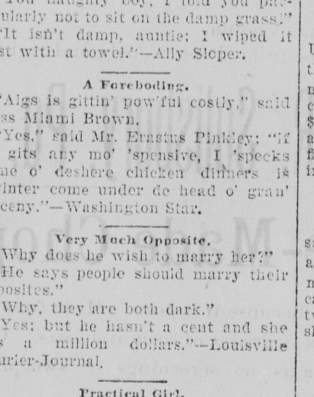 "You naughty boy, I told you par-
ularly not to sit on the damp grass."
"It isn't damp, auntie; I wiped it
st with a towel."—Ally Sloper.
A Foreboding.
"Aigs is gittin' pow'ful costly," said
ss Miami Brown.
"Yes," said Mr. Erastus Pinkley; "if
gits any mo' 'spensive, I 'specks
me o' deshere chicken dinners is
inter come under de head o' gran'
ceny."—Washington Star.
Very Much Opposite.
Why does he wish to marry her?"
He says people should marry their
posites."
Why, they are both dark."
Yes; but he hasn't a cent and she
s a million dollars."—Louisville
urier-Journal.
Practical Girl.